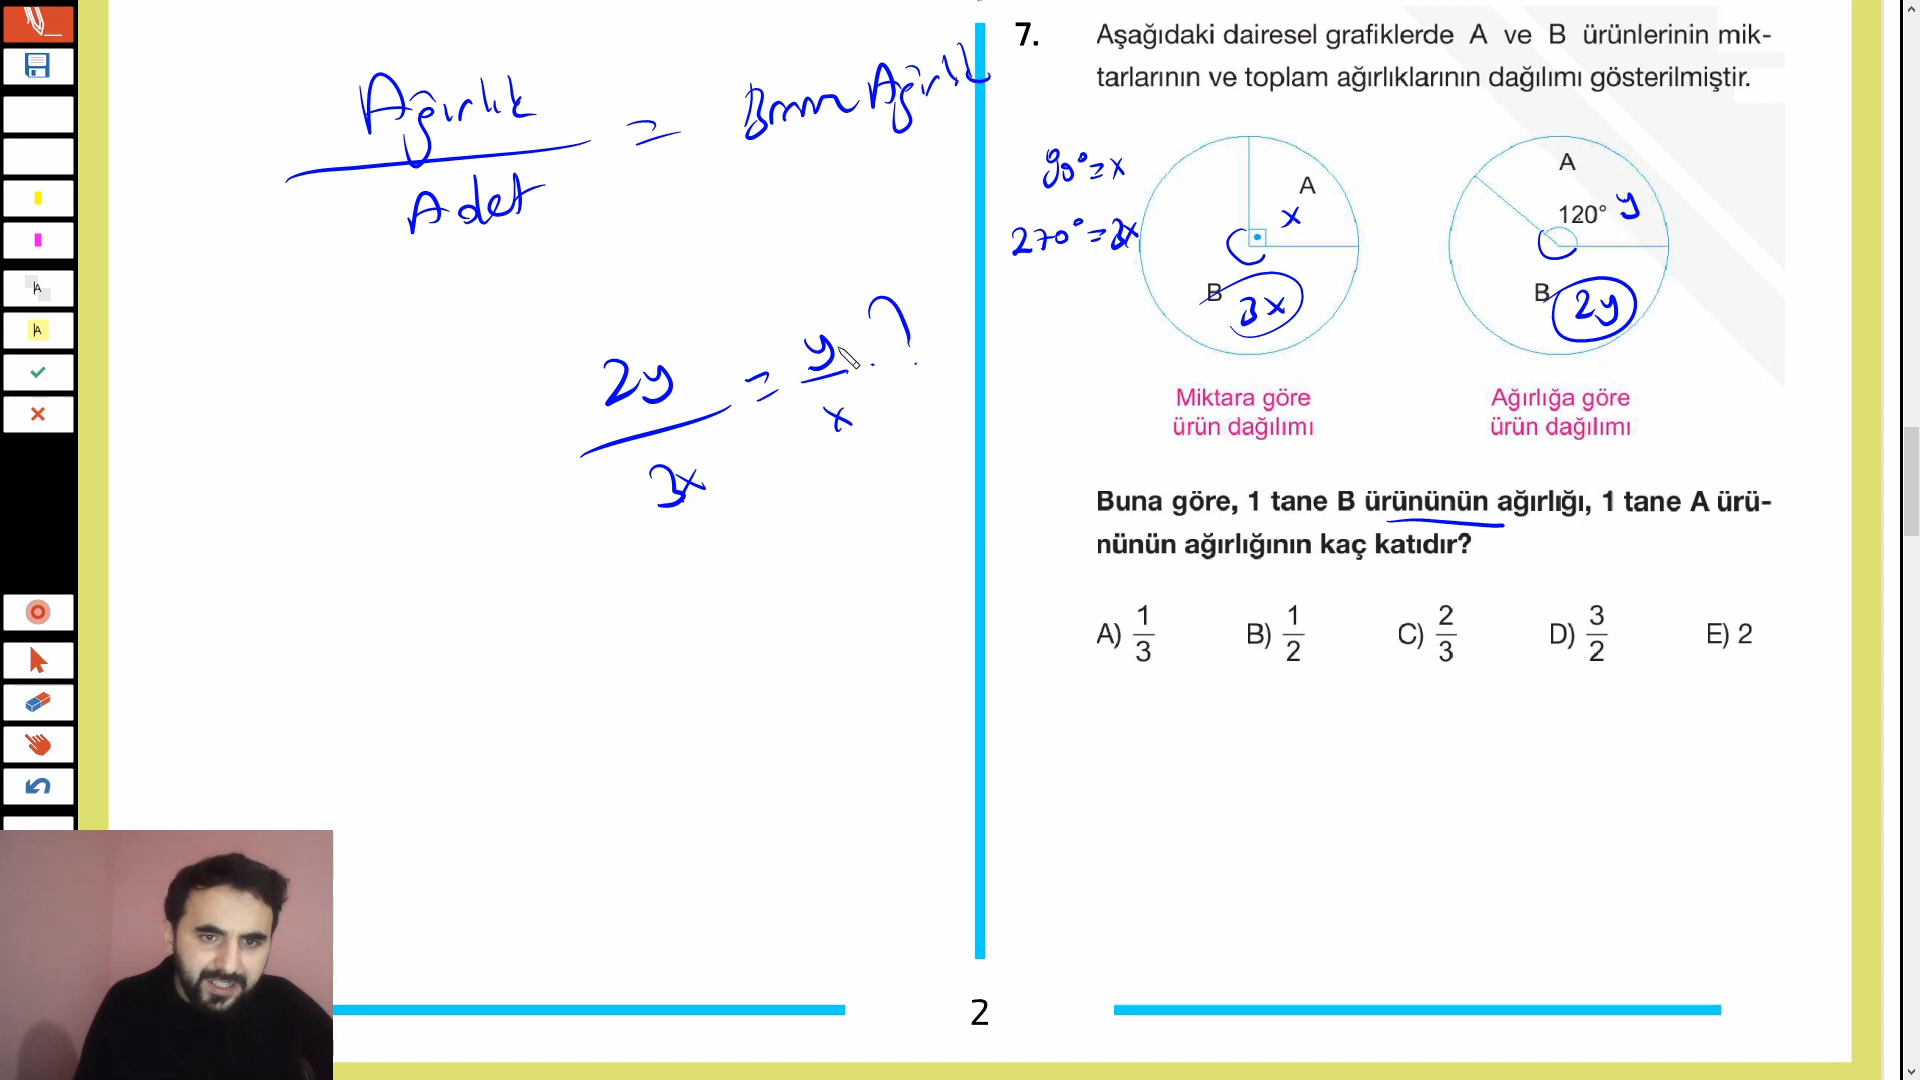 Ağırlık
Adet
=
Birim Ağırlık
2y
3x
=
y
x
. ?
7.
Aşağıdaki dairesel grafiklerde A ve B ürünlerinin mik-
tarlarının ve toplam ağırlıklarının dağılımı gösterilmiştir.
90° = x
270° = 3x
A
x
B
3x
Miktara göre
ürün dağılımı
A
120° y
B
2y
Ağırlığa göre
ürün dağılımı
Buna göre, 1 tane B ürününün ağırlığı, 1 tane A ürü-
nünün ağırlığının kaç katıdır?
A) 1/3 B) 1/2 C) 2/3 D) 3/2 E) 2
2